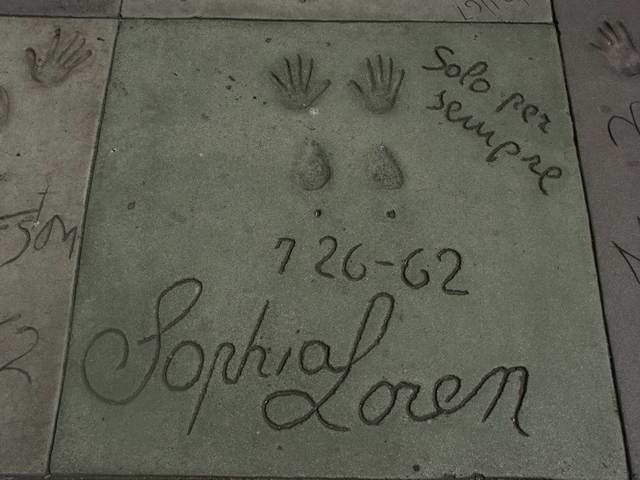 Solo per
sempre
7 26-62
Sophia Loren